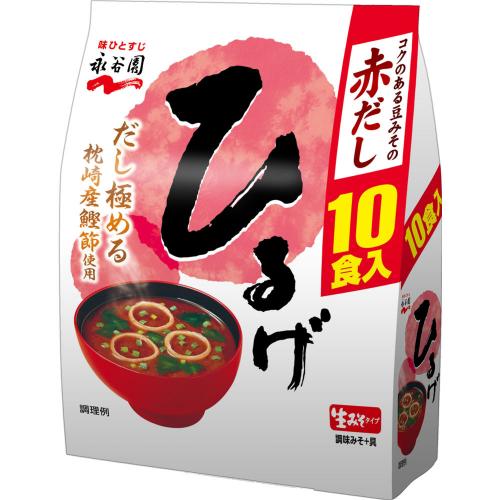 味ひとすじ
永谷園
コクのある豆みその
赤だし
10
食入
ひるげ
だし極める
枕崎産鰹節使用
調理例
生みそタイプ
調味みそ+具
10食入
ひるげ